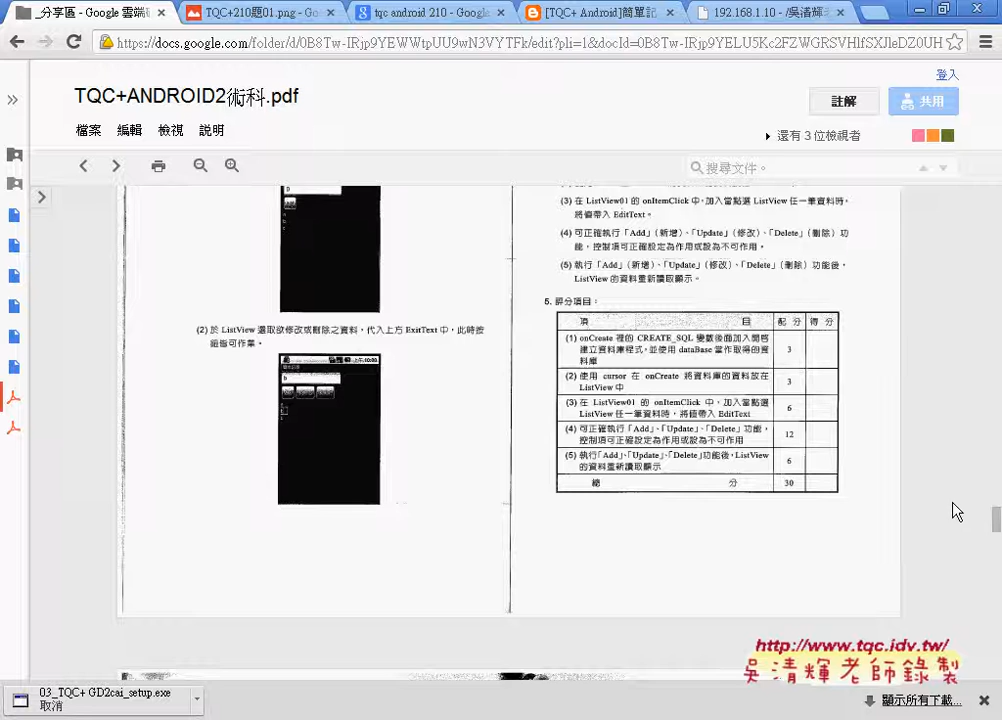 _分享區 - Google 雲端硬
TQC+210題01.png - Go
tqc android 210 - Google
[TQC+ Android]簡單記
192.168.1.10 - /吳清輝老
https://docs.google.com/folder/d/0B8Tw-IRjp9YEWWtpUU9wN3VYTFk/edit?pli=1&docId=0B8Tw-IRjp9YELU5Kc2FZWGRSVHlfSXJleDZ0UH
登入
TQC+ANDROID2術科.pdf
註解
共用
檔案 編輯 檢視 說明
還有 3 位檢視者
搜尋文件。
(3) 在 ListView01 的 onItemClick 中，加入當點選 ListView 任一筆資料時，
將值帶入 EditText。
(4) 可正確執行「Add」(新增)、「Update」(修改)、「Delete」(刪除) 功
能，控制項可正確設定為作用或設為不可作用。
(5) 執行「Add」(新增)、「Update」(修改)、「Delete」(刪除) 功能後，
ListView 的資料重新讀取顯示。
(2) 於 ListView 選取欲修改或刪除之資料，代入上方 ExitText 中，此時按
鈕皆可作業。
上午10:00
b
5. 評分項目：
項 目 配 分 得 分
(1) onCreate 裡的 CREATE_SQL 變數後面加入開啓
建立資料庫程式，並使用 dataBase 當作取得的資
料庫
3
(2) 使用 cursor 在 onCreate 將資料庫的資料放在
ListView 中
3
(3) 在 ListView01 的 onItemClick 中，加入當點選
ListView 任一筆資料時，將值帶入 EditText
6
(4) 可正確執行「Add」、「Update」、「Delete」功能，
控制項可正確設定為作用或設為不可作用
12
(5) 執行「Add」、「Update」、「Delete」功能後，ListView
的資料重新讀取顯示
6
總 分 30
http://www.tqc.idv.tw/
吳清輝老師錄製
03_TQC+ GD2cai_setup.exe
取消
顯示所有下載...